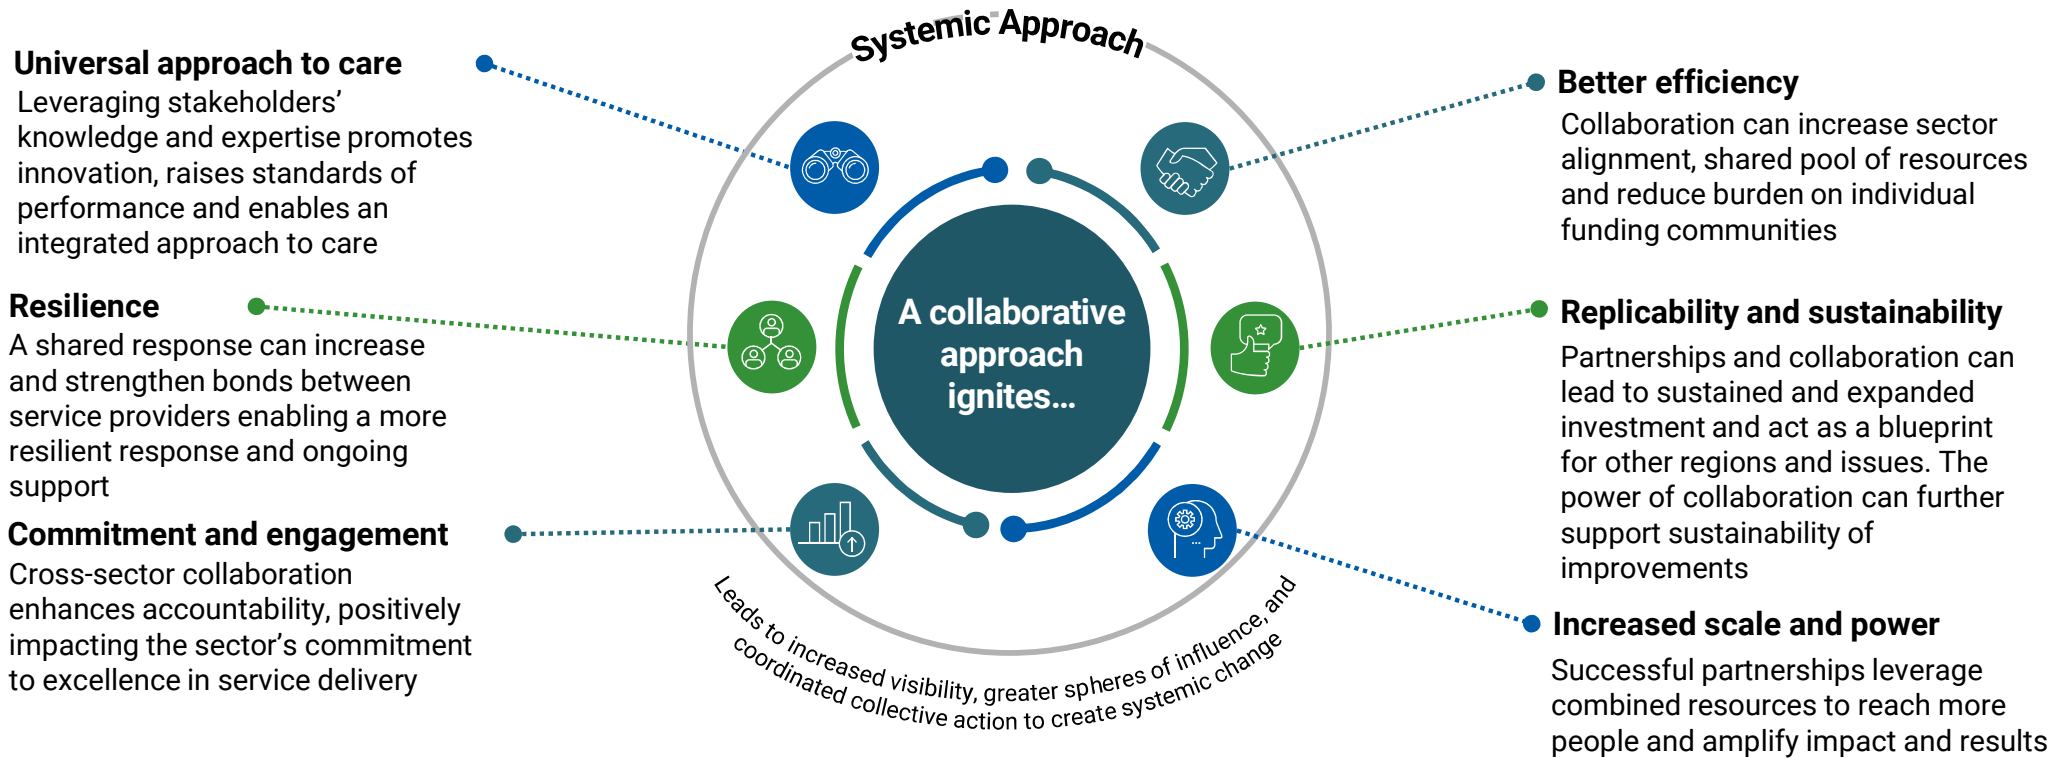 Systemic Approach
Universal approach to care
Leveraging stakeholders’
knowledge and expertise promotes
innovation, raises standards of
performance and enables an
integrated approach to care
Resilience
A shared response can increase
and strengthen bonds between
service providers enabling a more
resilient response and ongoing
support
Commitment and engagement
Cross-sector collaboration
enhances accountability, positively
impacting the sector’s commitment
to excellence in service delivery
A collaborative
approach
ignites…
Leads to increased visibility, greater spheres of influence, and
coordinated collective action to create systemic change
Better efficiency
Collaboration can increase sector
alignment, shared pool of resources
and reduce burden on individual
funding communities
Replicability and sustainability
Partnerships and collaboration can
lead to sustained and expanded
investment and act as a blueprint
for other regions and issues. The
power of collaboration can further
support sustainability of
improvements
Increased scale and power
Successful partnerships leverage
combined resources to reach more
people and amplify impact and results